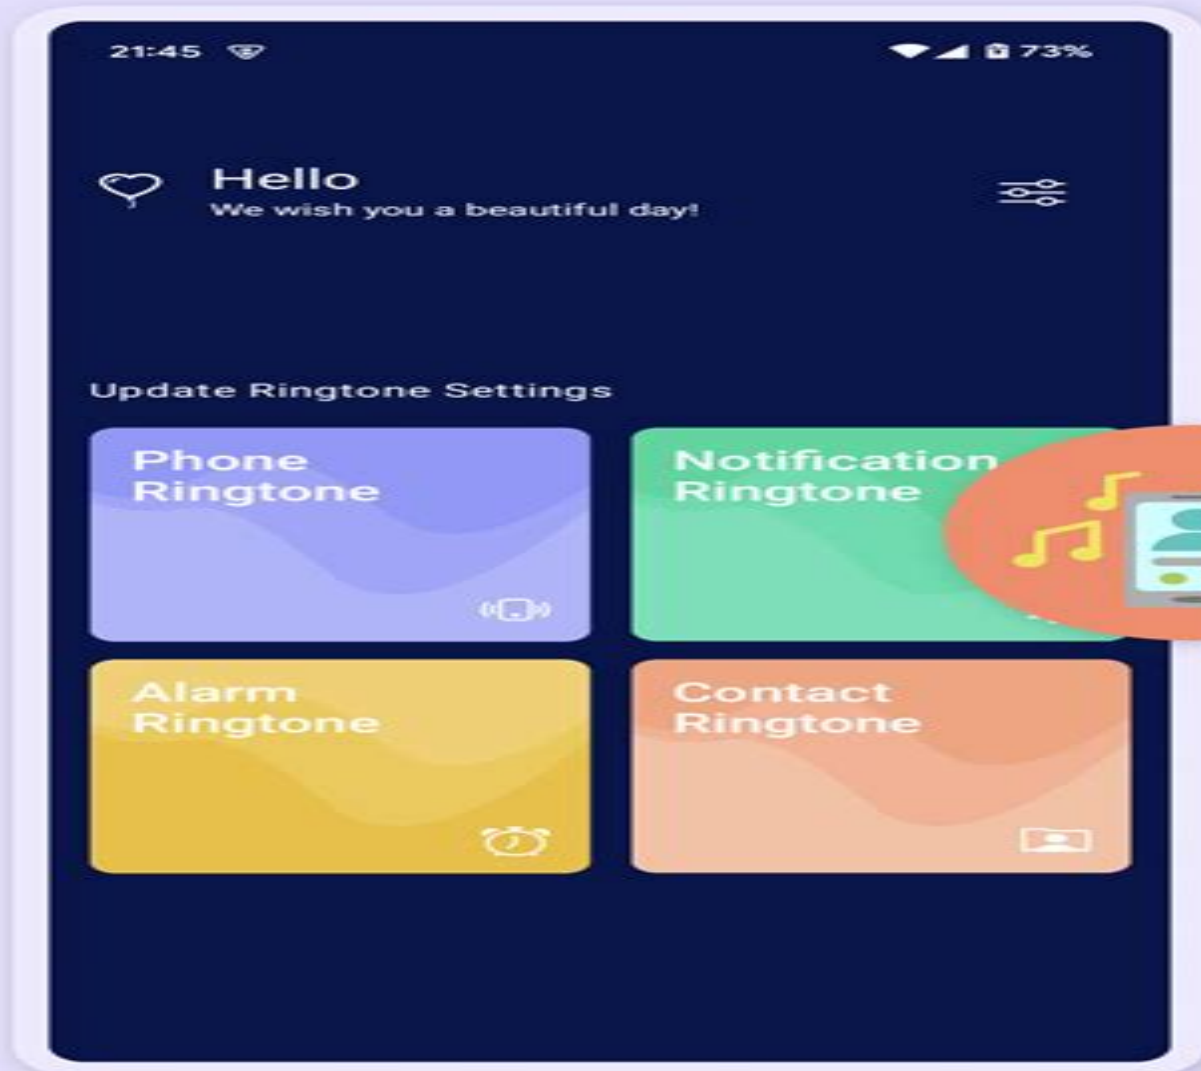 21:45
73%
Hello
We wish you a beautiful day!
Update Ringtone Settings
Phone
Ringtone
Notification
Ringtone
Alarm
Ringtone
Contact
Ringtone